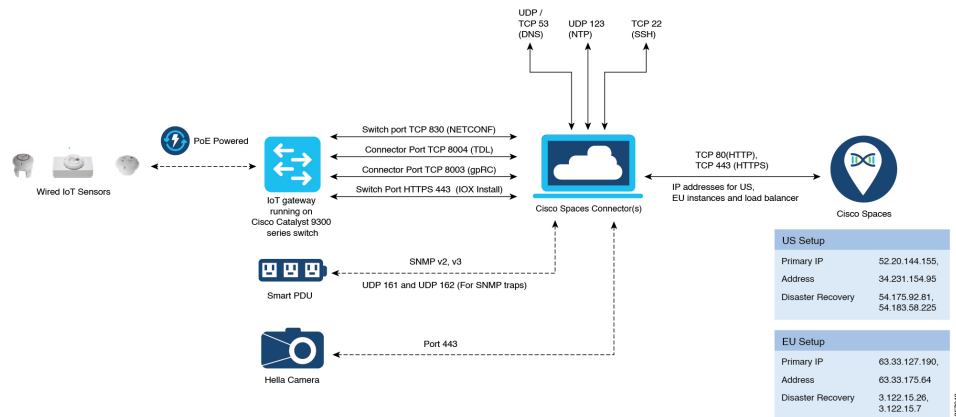 UDP /
TCP 53
(DNS)
UDP 123
(NTP)
TCP 22
(SSH)
PoE Powered
Wired IoT Sensors
IoT gateway
running on
Cisco Catalyst 9300
series switch
Switch port TCP 830 (NETCONF)
Connector Port TCP 8004 (TDL)
Connector Port TCP 8003 (gpRC)
Switch Port HTTPS 443 (IOX Install)
Cisco Spaces Connector(s)
TCP 80(HTTP),
TCP 443 (HTTPS)
IP addresses for US,
EU instances and load balancer
Cisco Spaces
SNMP v2, v3
UDP 161 and UDP 162 (For SNMP traps)
Smart PDU
Port 443
Hella Camera
US Setup
Primary IP 52.20.144.155,
Address 34.231.154.95
Disaster Recovery 54.175.92.81,
54.183.58.225
EU Setup
Primary IP 63.33.127.190,
Address 63.33.175.64
Disaster Recovery 3.122.15.26,
3.122.15.7